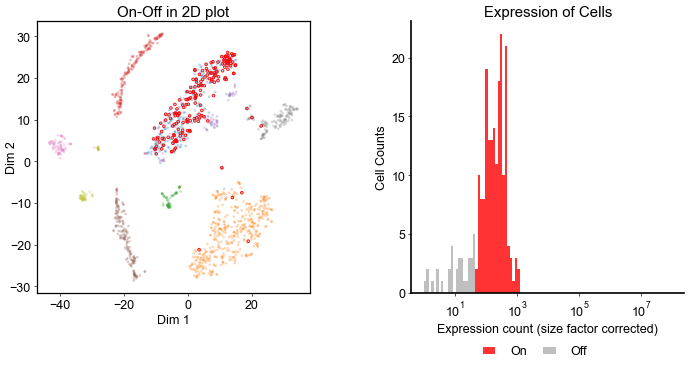 On-Off in 2D plot
Dim 2
30
20
10
0
−10
−20
−30
−40
−20
0
20
Dim 1
Expression of Cells
Cell Counts
20
15
10
5
0
10^1
10^3
10^5
10^7
Expression count (size factor corrected)
On
Off